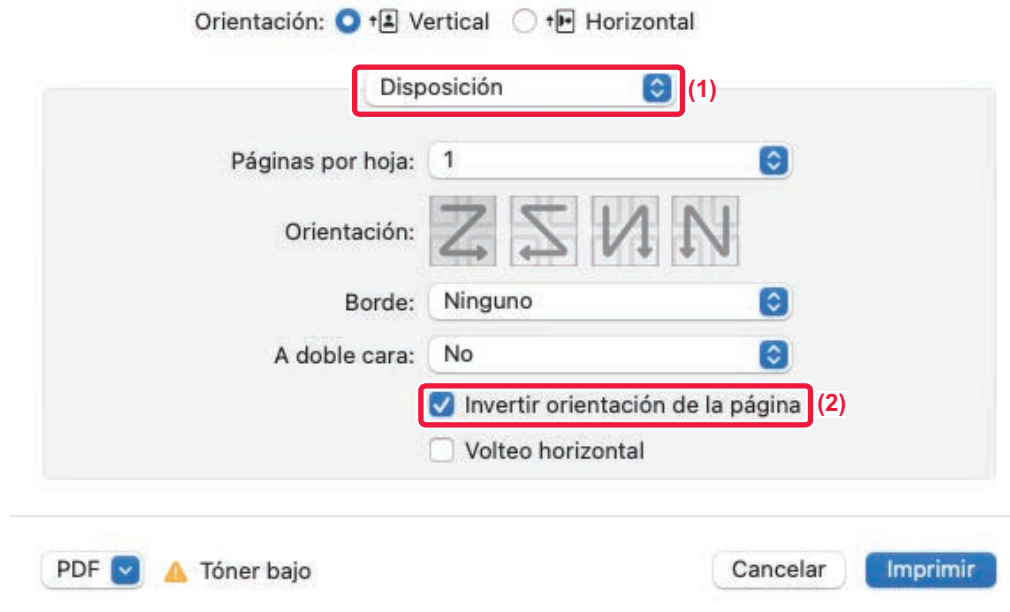 Orientación: Vertical Horizontal
Disposición (1)
Páginas por hoja: 1
Orientación:
Borde: Ninguno
A doble cara: No
Invertir orientación de la página (2)
Volteo horizontal
PDF Tóner bajo Cancelar Imprimir